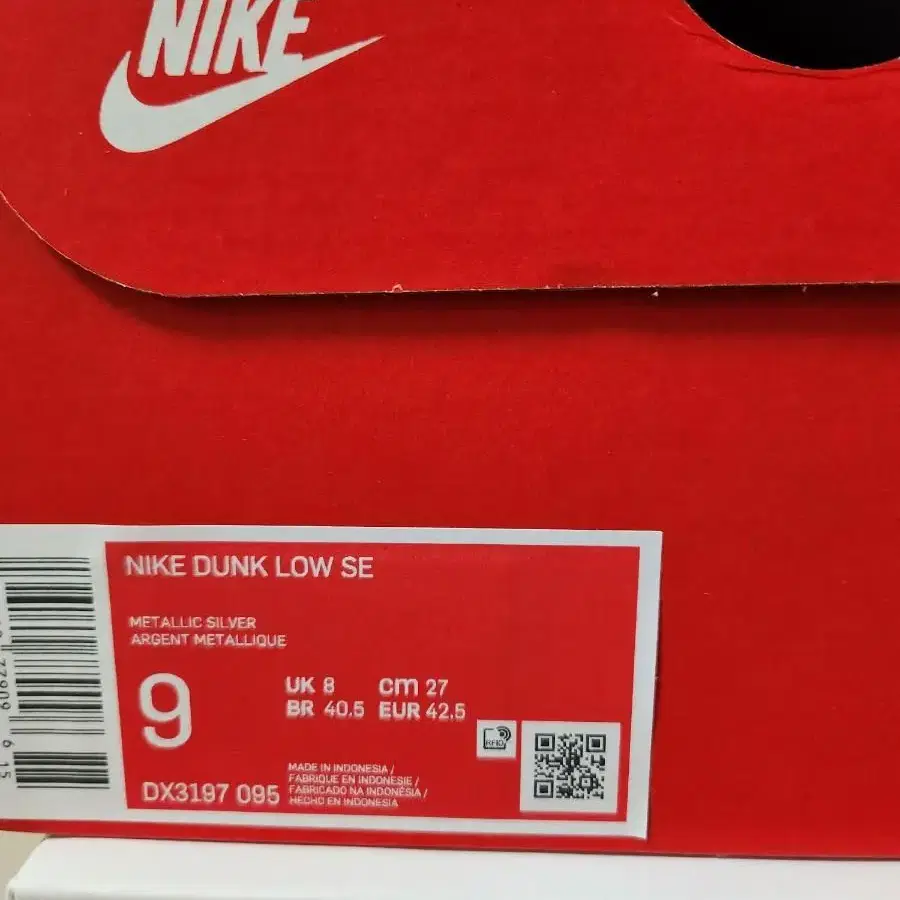 NIKE
NIKE DUNK LOW SE
METALLIC SILVER
ARGENT METALLIQUE
9
UK 8 cm 27
BR 40.5 EUR 42.5
RFID
DX3197 095
MADE IN INDONESIA /
FABRIQUE EN INDONESIE /
FABRICADO NA INDONÉSIA /
HECHO EN INDONESIA